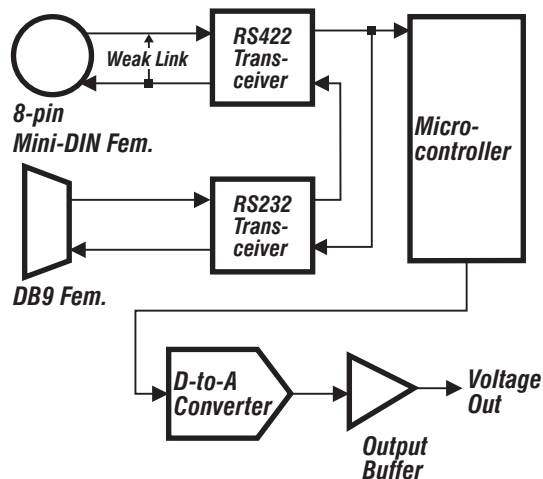 RS422
Trans-
ceiver
Weak Link
8-pin
Mini-DIN Fem.
Micro-
controller
RS232
Trans-
ceiver
DB9 Fem.
D-to-A
Converter
Voltage
Out
Output
Buffer